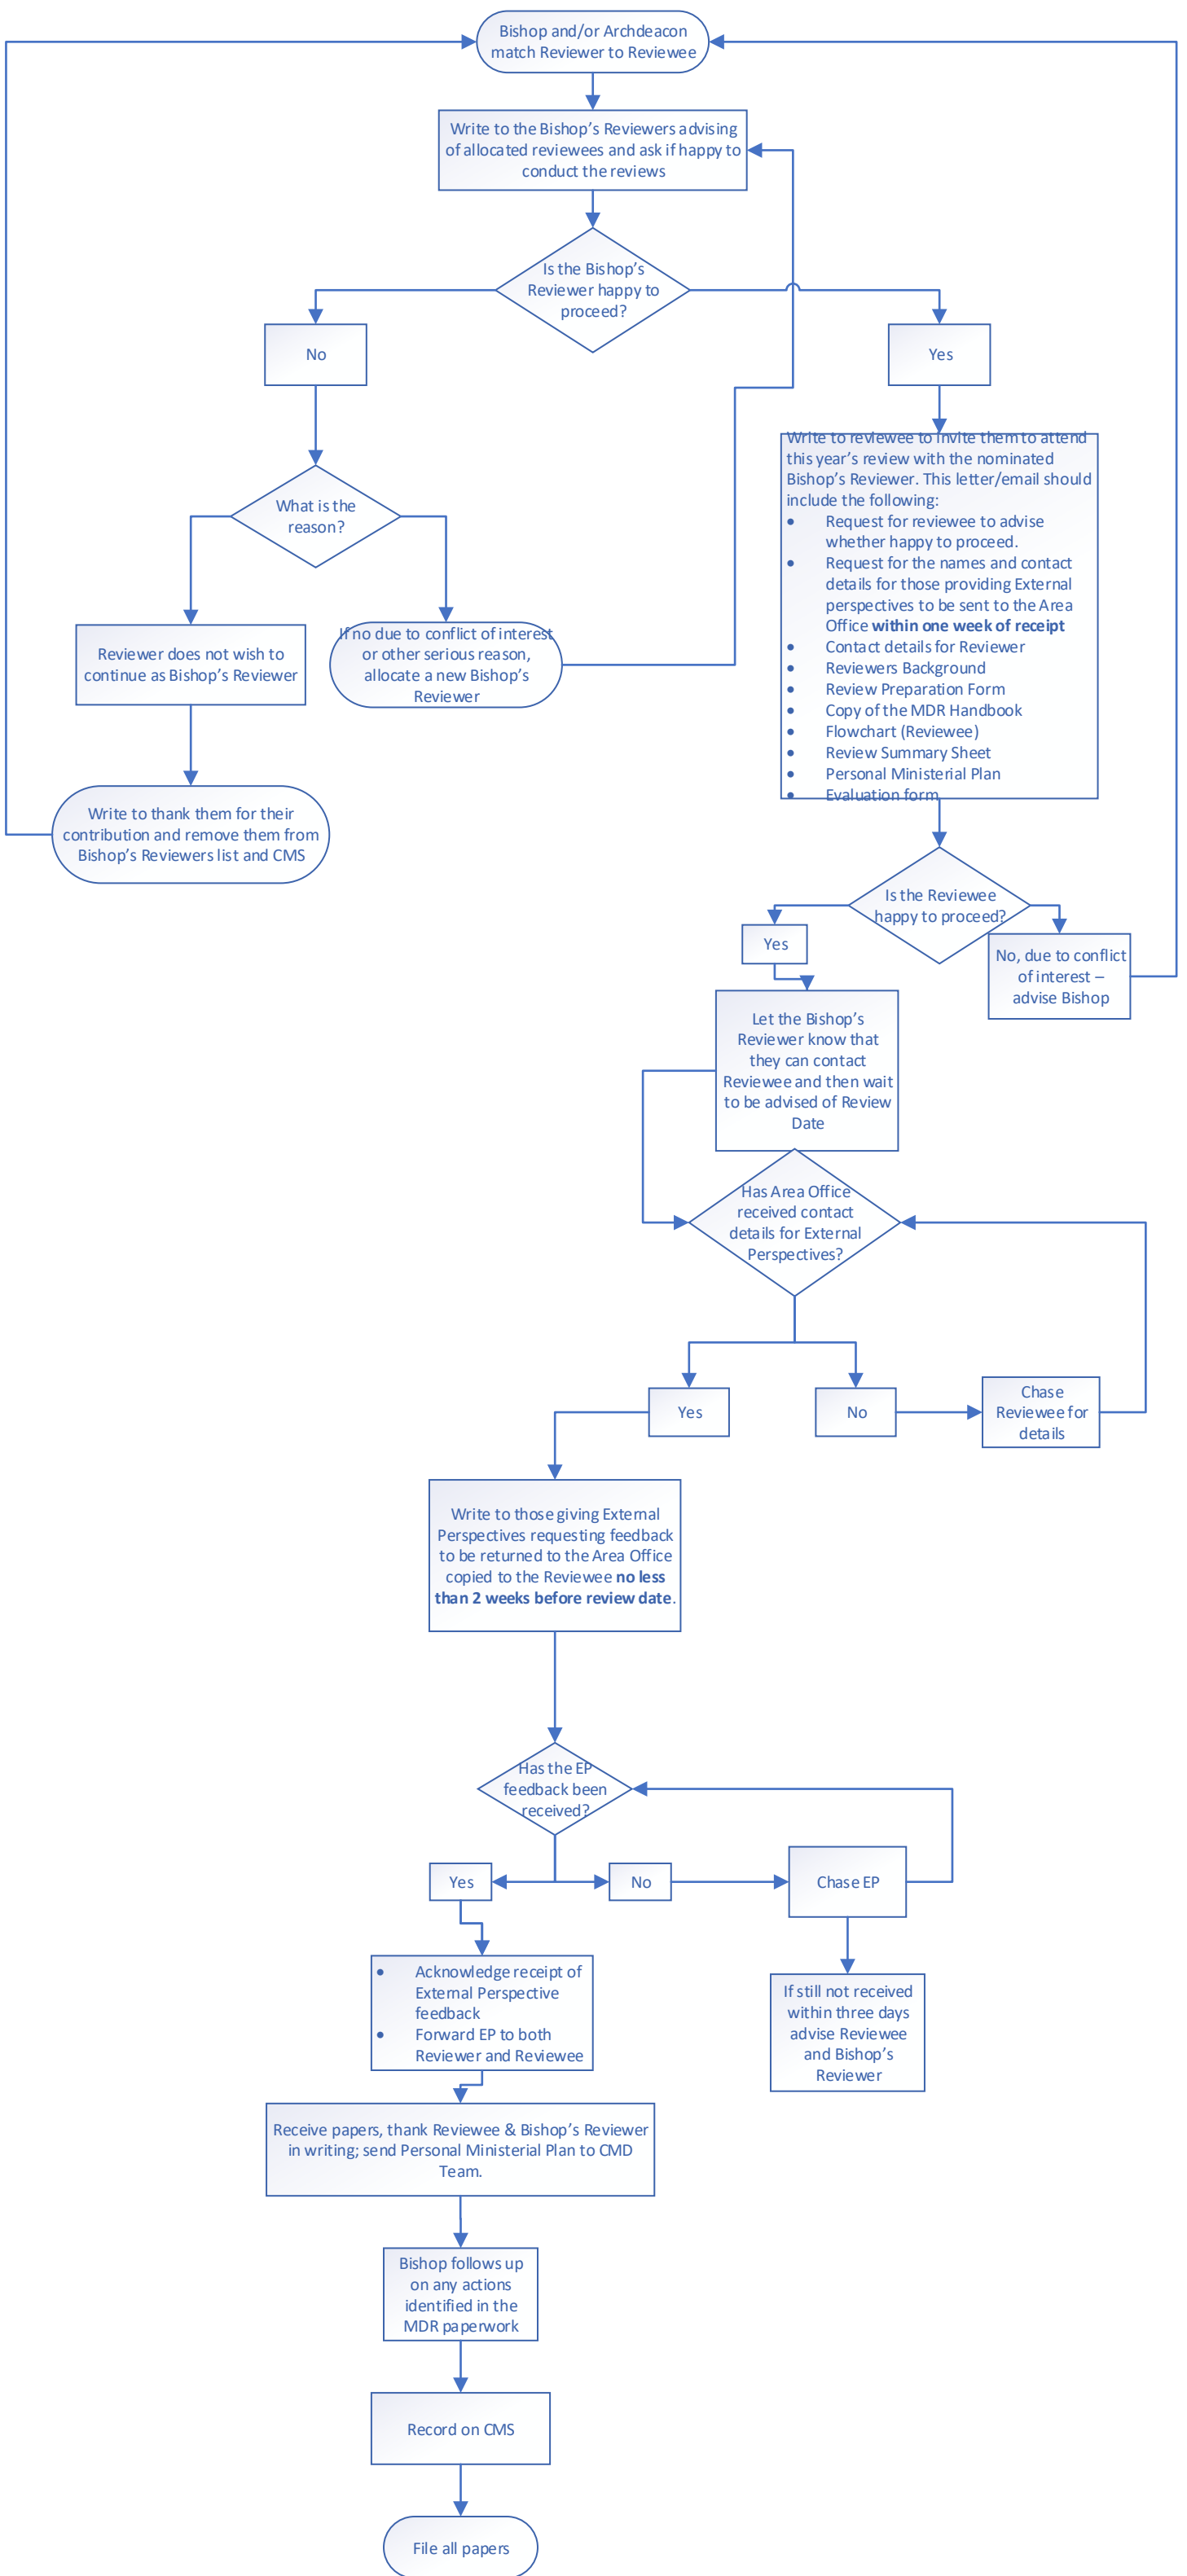 Bishop and/or Archdeacon
match Reviewer to Reviewee
Write to the Bishop's Reviewers advising
of allocated reviewees and ask if happy to
conduct the reviews
Is the Bishop's
Reviewer happy to
proceed?
No
Yes
What is the
reason?
Reviewer does not wish to
continue as Bishop's Reviewer
If no due to conflict of interest
or other serious reason,
allocate a new Bishop's
Reviewer
Write to thank them for their
contribution and remove them from
Bishop's Reviewers list and CMS
Write to reviewee to invite them to attend
this year's review with the nominated
Bishop's Reviewer. This letter/email should
include the following:
• Request for reviewee to advise
whether happy to proceed.
• Request for the names and contact
details for those providing External
perspectives to be sent to the Area
Office within one week of receipt
• Contact details for Reviewer
• Reviewers Background
• Review Preparation Form
• Copy of the MDR Handbook
• Flowchart (Reviewee)
• Review Summary Sheet
• Personal Ministerial Plan
• Evaluation form
Is the Reviewee
happy to proceed?
Yes
No, due to conflict
of interest –
advise Bishop
Let the Bishop's
Reviewer know that
they can contact
Reviewee and then wait
to be advised of Review
Date
Has Area Office
received contact
details for External
Perspectives?
Yes
No
Chase
Reviewee for
details
Write to those giving External
Perspectives requesting feedback
to be returned to the Area Office
copied to the Reviewee no less
than 2 weeks before review date.
Has the EP
feedback been
received?
Yes
No
Chase EP
• Acknowledge receipt of
External Perspective
feedback
• Forward EP to both
Reviewer and Reviewee
If still not received
within three days
advise Reviewee
and Bishop's
Reviewer
Receive papers, thank Reviewee & Bishop's Reviewer
in writing; send Personal Ministerial Plan to CMD
Team.
Bishop follows up
on any actions
identified in the
MDR paperwork
Record on CMS
File all papers